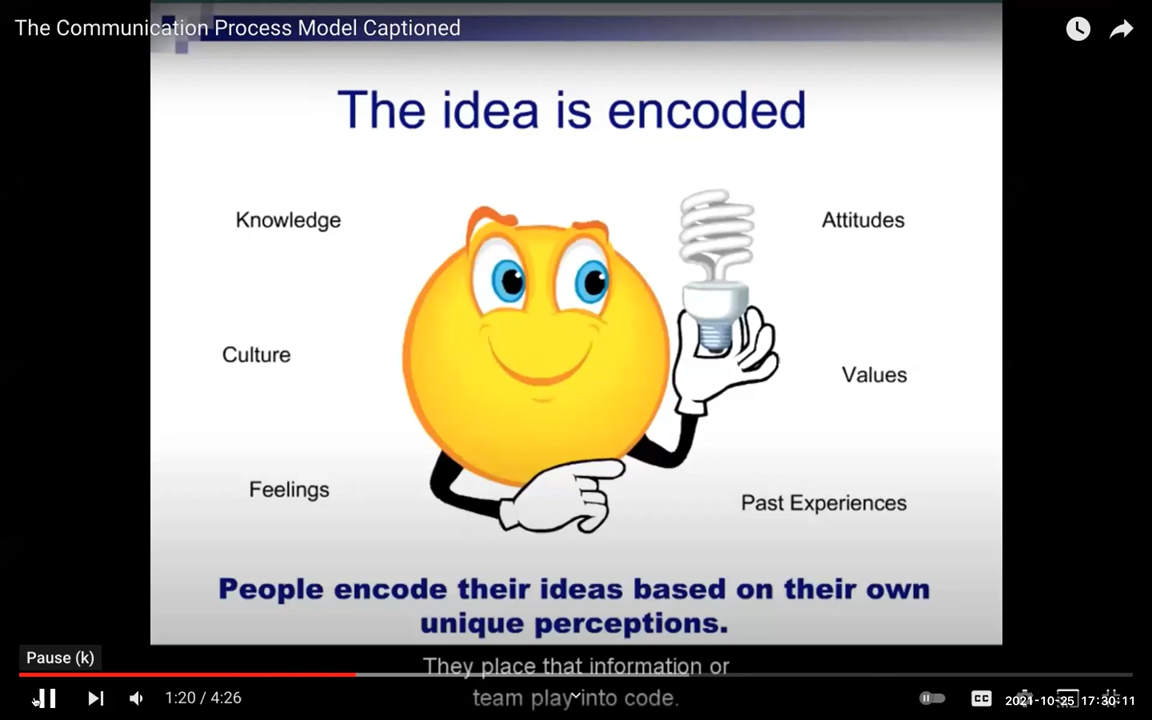 The Communication Process Model Captioned
The idea is encoded
Knowledge
Attitudes
Culture
Values
Feelings
Past Experiences
People encode their ideas based on their own
unique perceptions.
Pause (k)
They place that information or
team play into code.
1:20 / 4:26
CC
2021-10-25 17:30:11